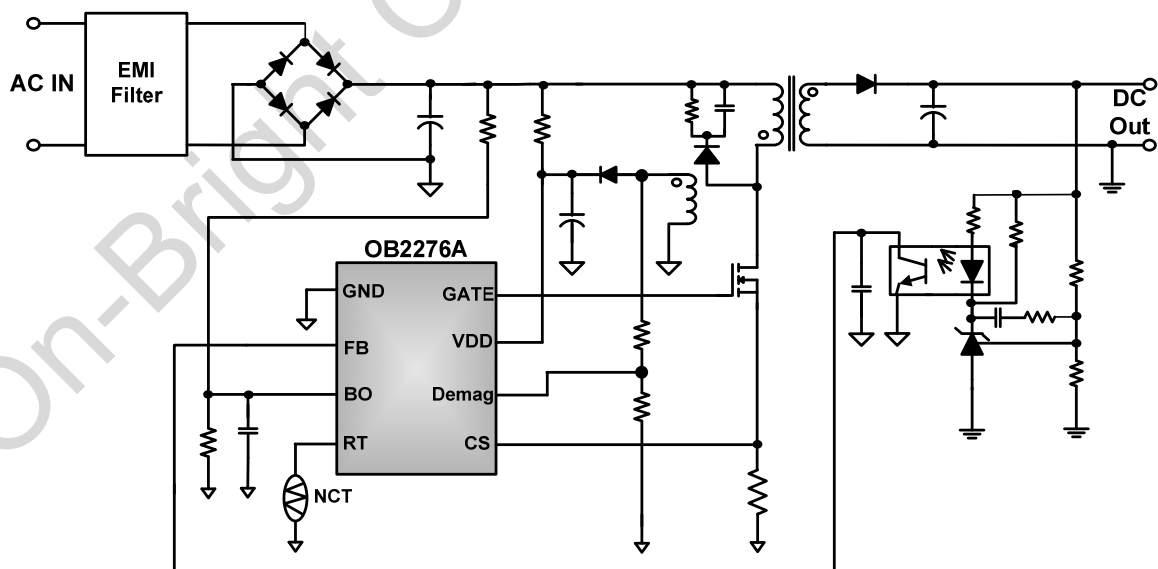 AC IN
EMI
Filter
DC
Out
OB2276A
GND
GATE
FB
VDD
BO
Demag
RT
CS
NCT
On-Bright